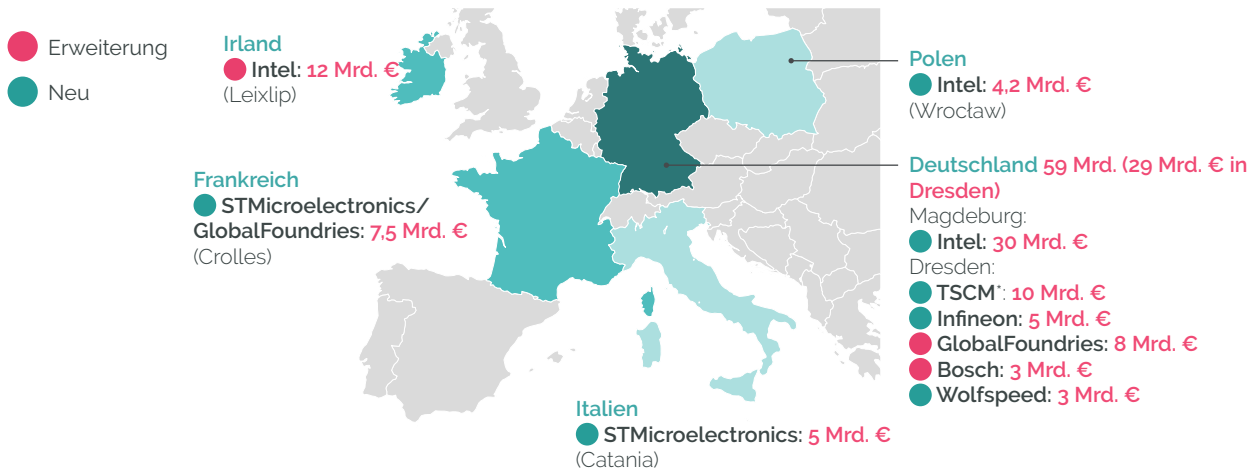 Erweiterung
Neu
Irland
Intel: 12 Mrd. €
(Leixlip)
Frankreich
STMicroelectronics/
GlobalFoundries: 7,5 Mrd. €
(Crolles)
Italien
STMicroelectronics: 5 Mrd. €
(Catania)
Polen
Intel: 4,2 Mrd. €
(Wrocław)
Deutschland 59 Mrd. (29 Mrd. € in
Dresden)
Magdeburg:
Intel: 30 Mrd. €
Dresden:
TSCM*: 10 Mrd. €
Infineon: 5 Mrd. €
GlobalFoundries: 8 Mrd. €
Bosch: 3 Mrd. €
Wolfspeed: 3 Mrd. €